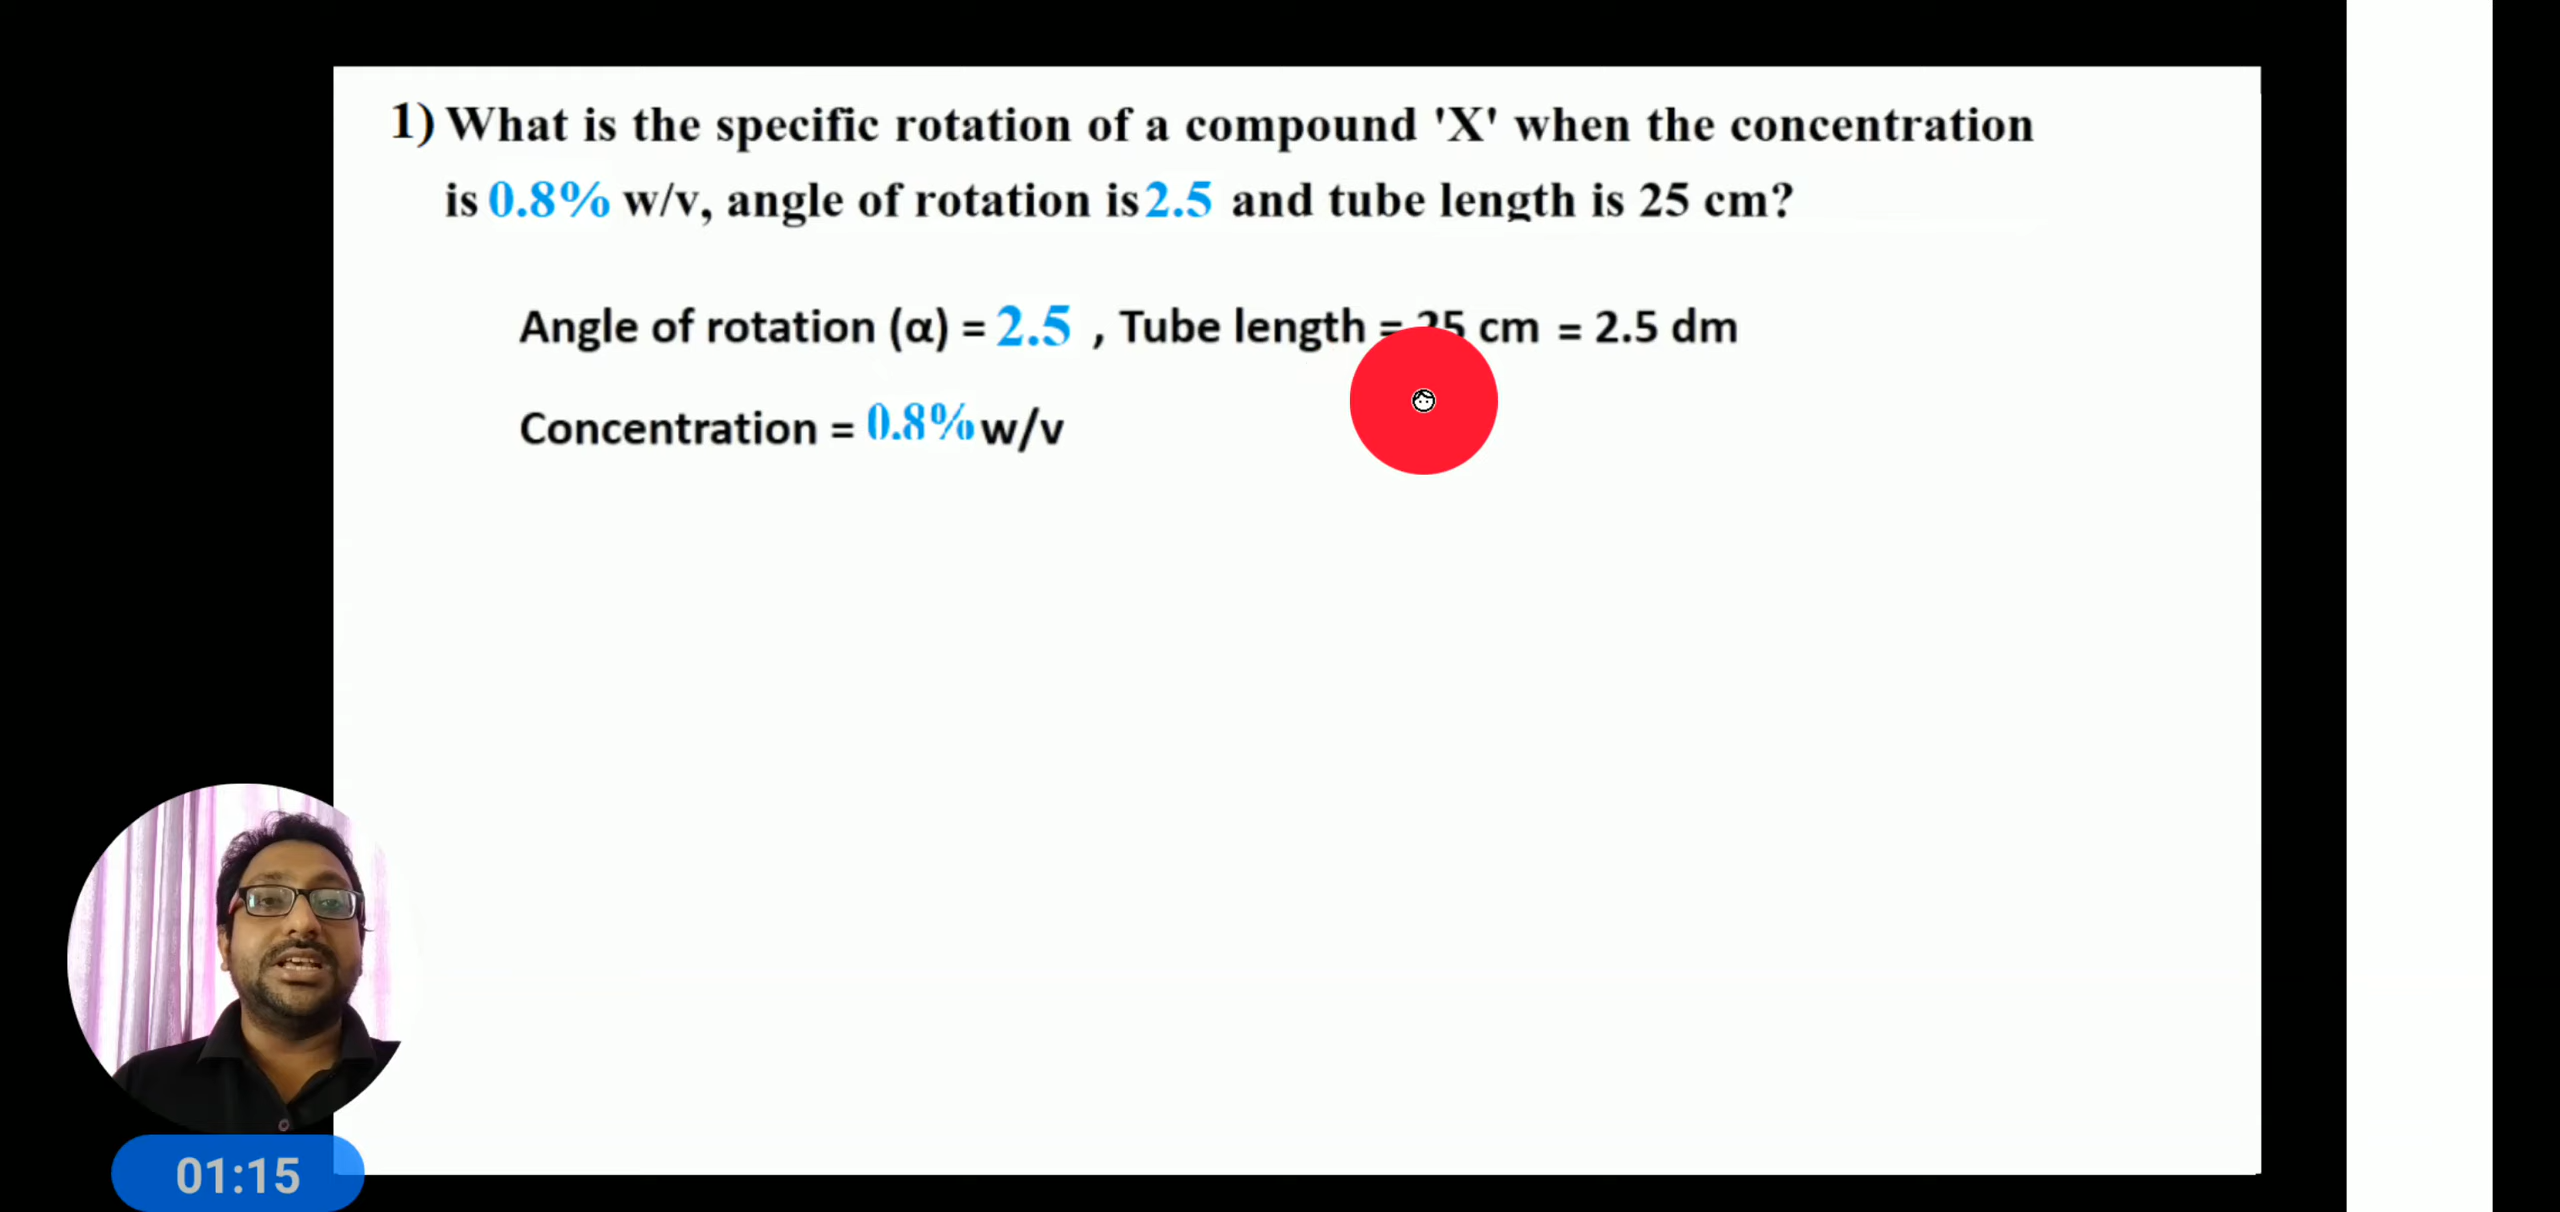 1) What is the specific rotation of a compound 'X' when the concentration
is 0.8% w/v, angle of rotation is 2.5 and tube length is 25 cm?
Angle of rotation (α) = 2.5 , Tube length = 25 cm = 2.5 dm
Concentration = 0.8% w/v
01:15